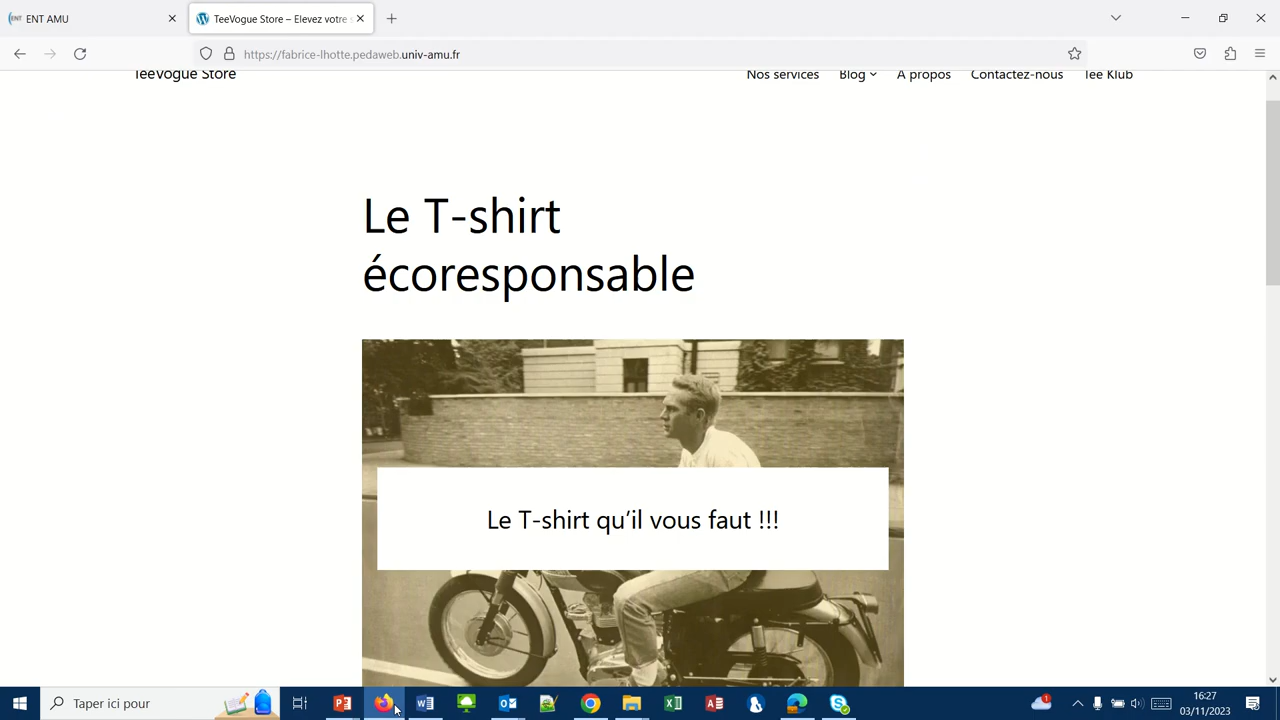 ENT ENT AMU
TeeVogue Store – Elevez votre s
https://fabrice-lhotte.pedaweb.univ-amu.fr
TeeVogue Store
Nos services Blog À propos Contactez-nous Tee Klub
Le T-shirt
écoresponsable
Le T-shirt qu’il vous faut !!!
Taper ici pour
16:27
03/11/2023